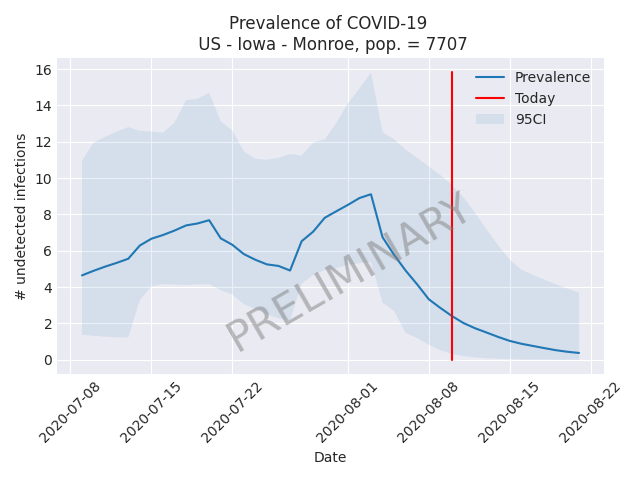 Prevalence of COVID-19
US - Iowa - Monroe, pop. = 7707
16
14
12
10
8
6
4
2
0
# undetected infections
Prevalence
Today
95CI
PRELIMINARY
2020-07-08
2020-07-15
2020-07-22
2020-08-01
2020-08-08
2020-08-15
2020-08-22
Date